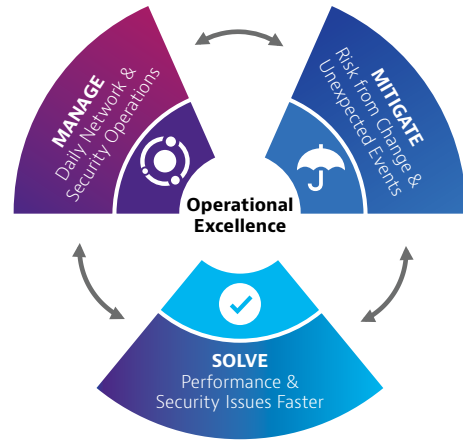 MANAGE
Daily Network &
Security Operations
MITIGATE
Risk from Change &
Unexpected Events
Operational
Excellence
SOLVE
Performance &
Security Issues Faster